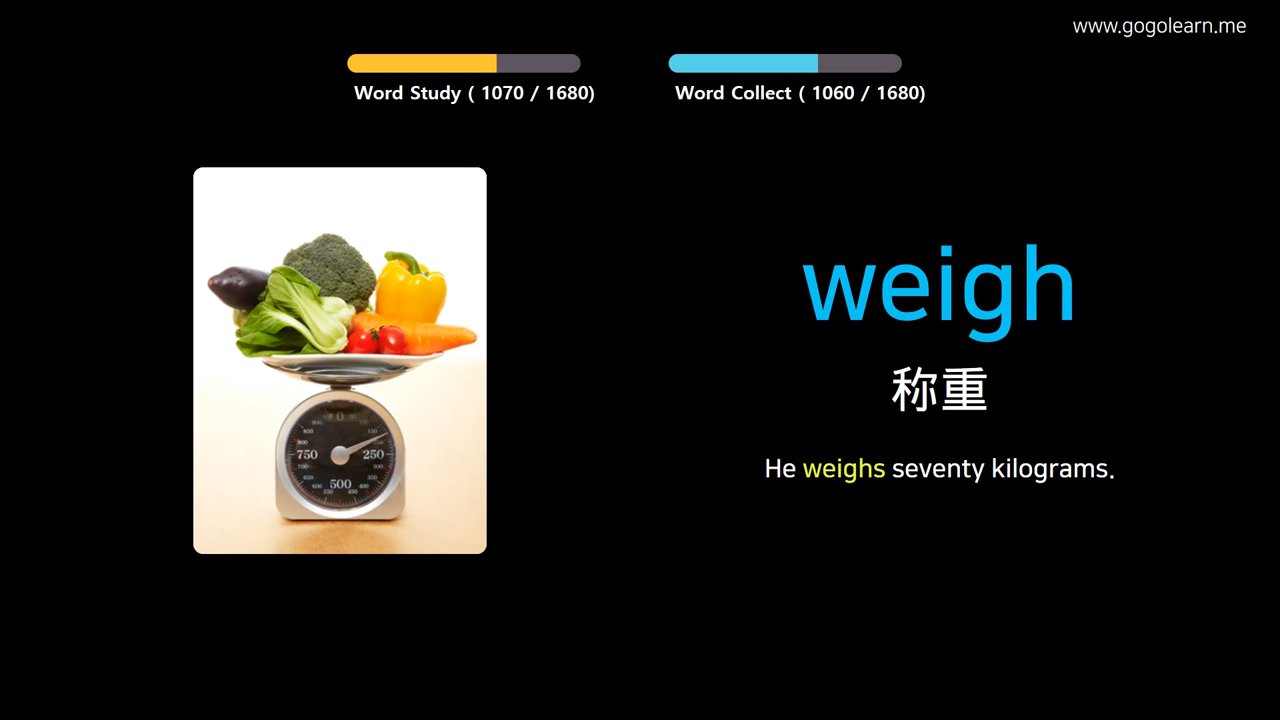 www.gogolearn.me
Word Study ( 1070 / 1680)
Word Collect ( 1060 / 1680)
weigh
称重
He weighs seventy kilograms.
0
750
250
500